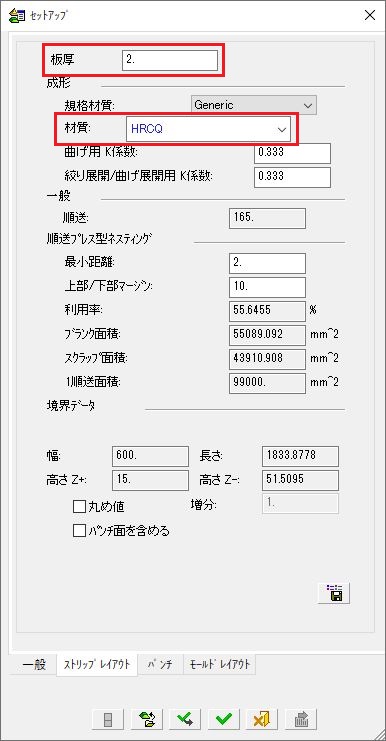 セットアップ
板厚 2.
成形
規格材質: Generic
材質: HRCQ
曲げ用 K係数: 0.333
絞り展開/曲げ展開用 K係数: 0.333
一般
順送: 165.
順送プレス型ネスティング
最小距離: 2.
上部/下部マージン: 10.
利用率: 55.6455 %
ブランク面積: 55089.092 mm^2
スクラップ面積: 43910.908 mm^2
1順送面積: 99000. mm^2
境界データ
幅: 600. 長さ: 1833.8778
高さ Z+: 15. 高さ Z-: 51.5095
丸め値 増分: 1.
パンチ面を含める
一般 ストリップレイアウト パンチ モールドレイアウト